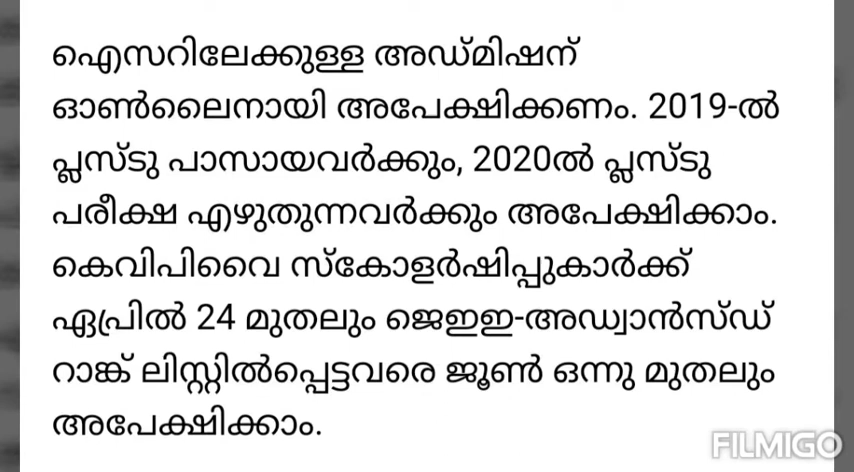 ഐസറിലേക്കുള്ള അഡ്മിഷന്
ഓൺലൈനായി അപേക്ഷിക്കണം. 2019-ൽ
പ്ലസ്ടു പാസായവർക്കും, 2020ൽ പ്ലസ്ടു
പരീക്ഷ എഴുതുന്നവർക്കും അപേക്ഷിക്കാം.
കെവിപിവൈ സ്കോളർഷിപ്പുകാർക്ക്
ഏപ്രിൽ 24 മുതലും ജെഇഇ-അഡ്വാൻസ്ഡ്
റാങ്ക് ലിസ്റ്റിൽപ്പെട്ടവരെ ജൂൺ ഒന്നു മുതലും
അപേക്ഷിക്കാം.
FILMIGO